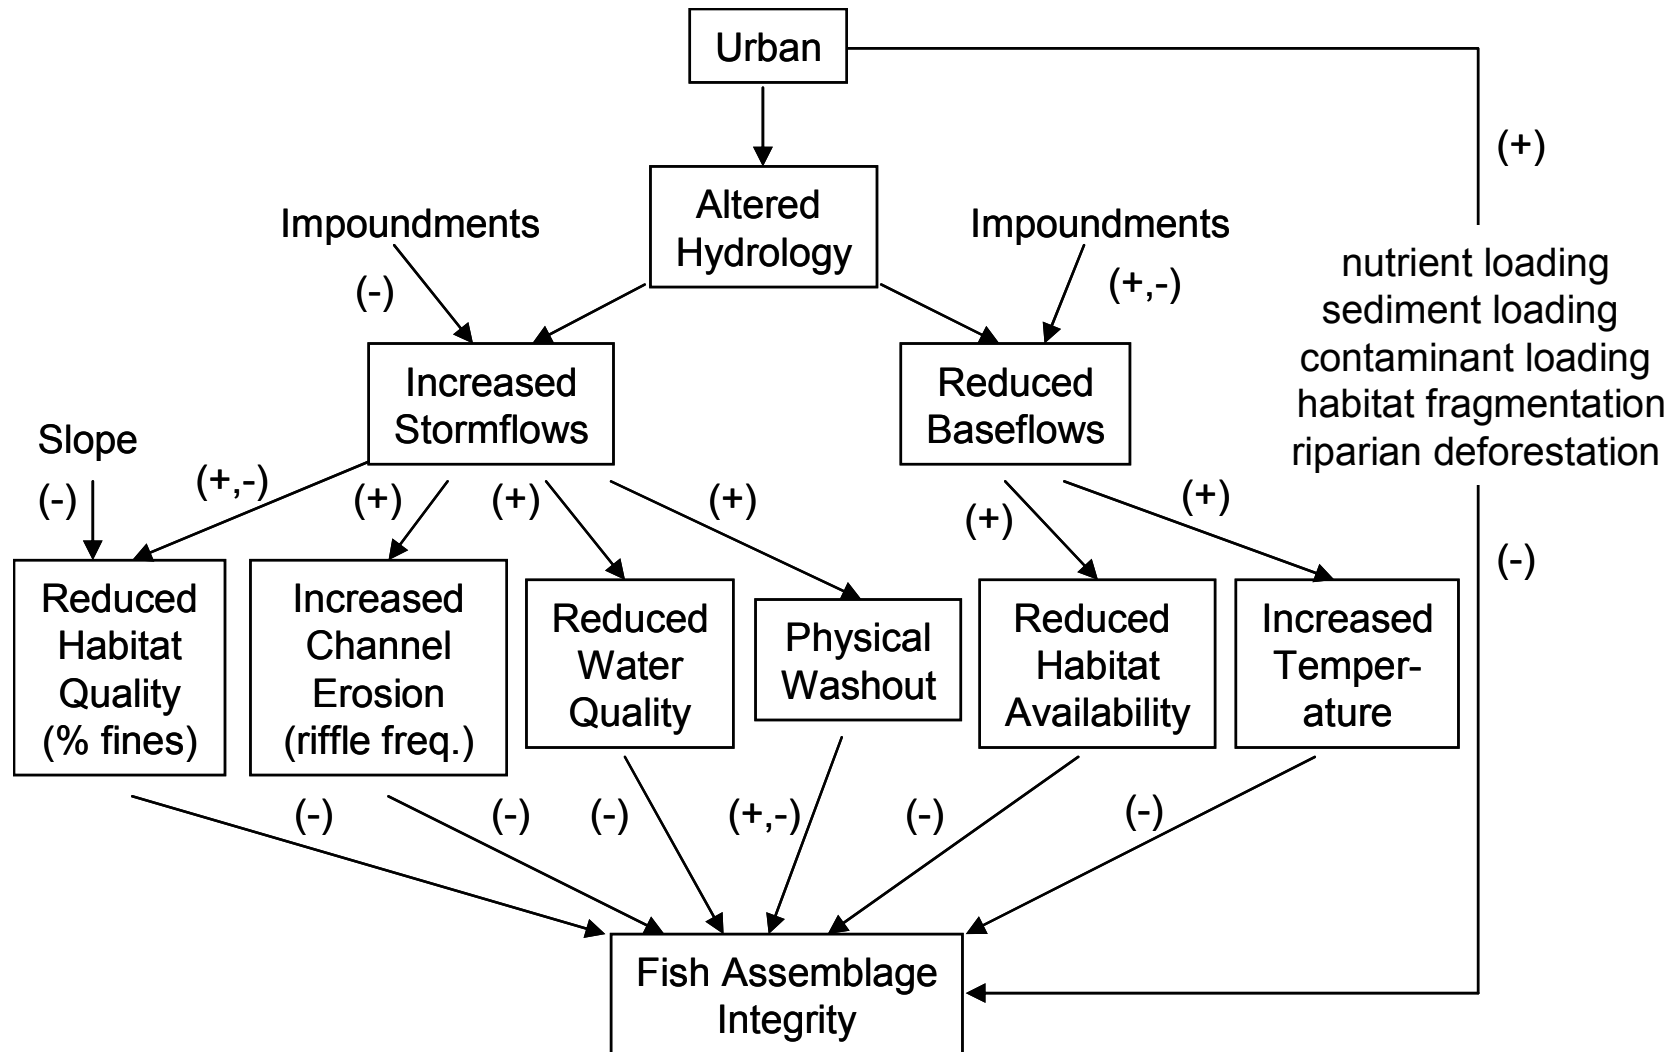 Urban
(+)
Altered
Hydrology
Impoundments
(-)
Impoundments
(+,-)
nutrient loading
sediment loading
contaminant loading
habitat fragmentation
riparian deforestation
Increased
Stormflows
Reduced
Baseflows
Slope
(-)
(+,-)
(+)
(+)
(+)
(+)
(+)
(-)
Reduced
Habitat
Quality
(% fines)
Increased
Channel
Erosion
(riffle freq.)
Reduced
Water
Quality
Physical
Washout
Reduced
Habitat
Availability
Increased
Temper-
ature
(-)
(-)
(-)
(+,-)
(-)
(-)
Fish Assemblage
Integrity